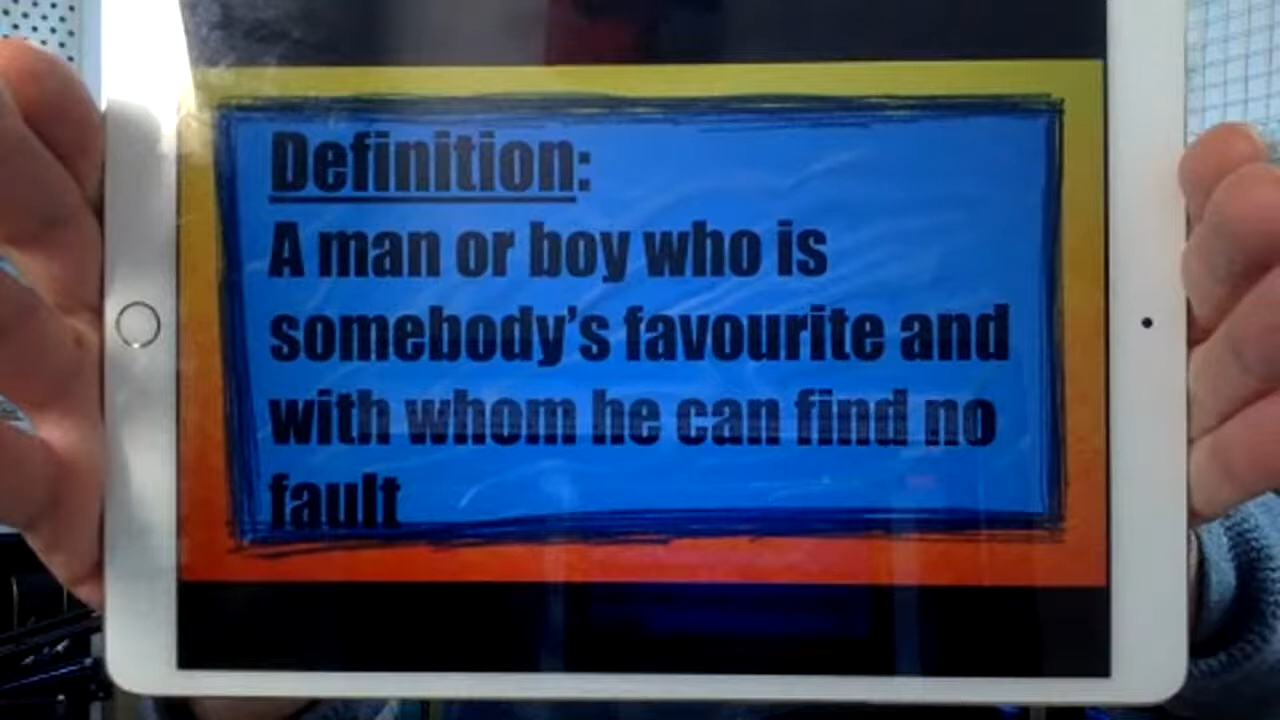 Definition:
A man or boy who is
somebody's favourite and
with whom he can find no
fault